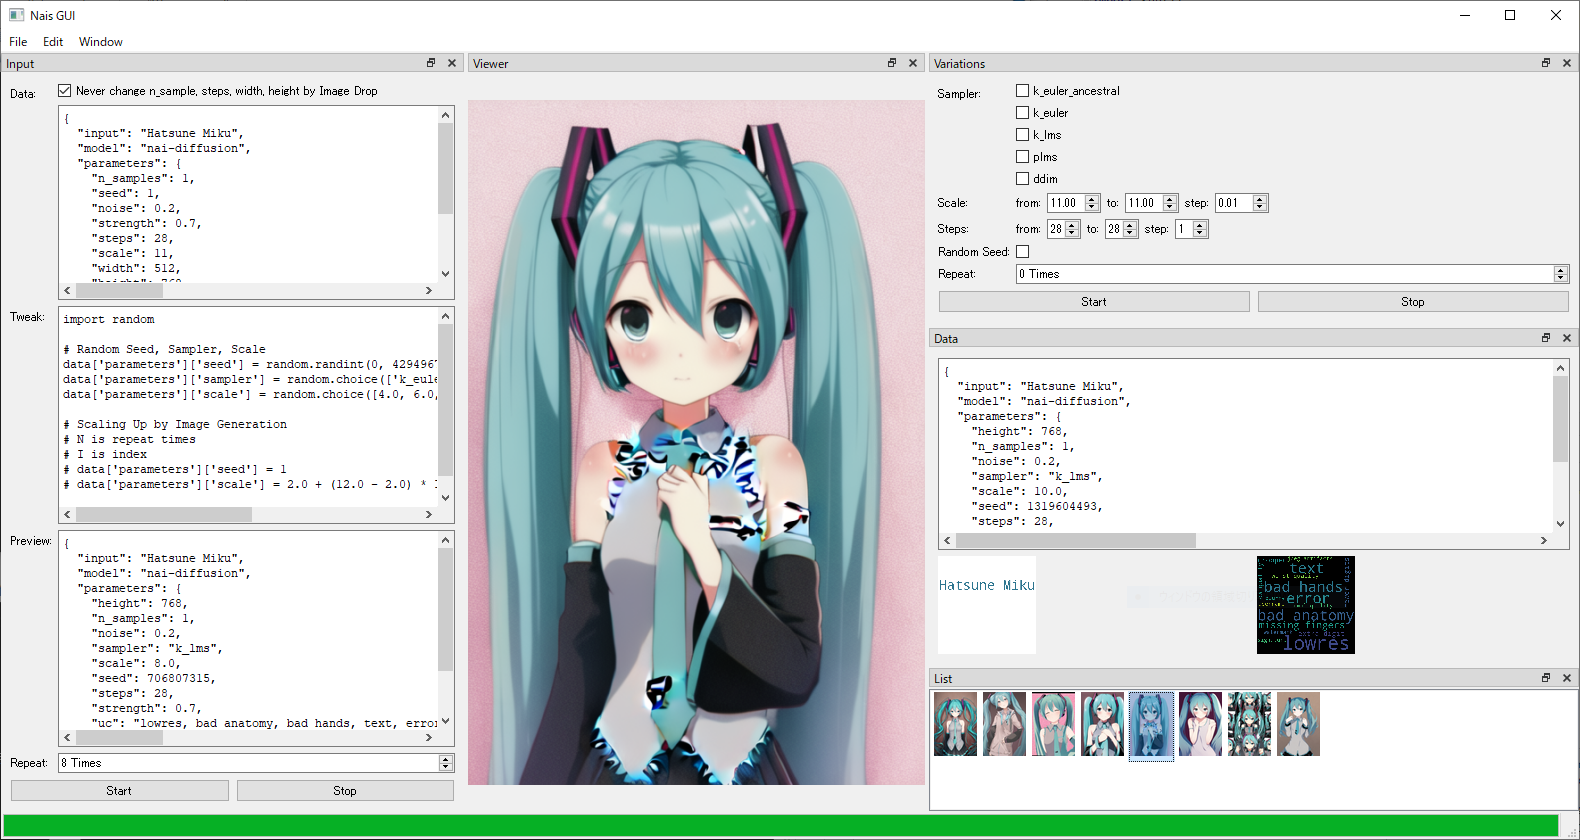 Nais GUI
File Edit Window
Input
Data:
Never change n_sample, steps, width, height by Image Drop
{
"input": "Hatsune Miku",
"model": "nai-diffusion",
"parameters": {
"n_samples": 1,
"seed": 1,
"noise": 0.2,
"strength": 0.7,
"steps": 28,
"scale": 11,
"width": 512,
Tweak:
import random
# Random Seed, Sampler, Scale
data['parameters']['seed'] = random.randint(0, 429496
data['parameters']['sampler'] = random.choice(['k_eule
data['parameters']['scale'] = random.choice([4.0, 6.0,
# Scaling Up by Image Generation
# N is repeat times
# I is index
# data['parameters']['seed'] = 1
# data['parameters']['scale'] = 2.0 + (12.0 - 2.0) *
Preview:
{
"input": "Hatsune Miku",
"model": "nai-diffusion",
"parameters": {
"height": 768,
"n_samples": 1,
"noise": 0.2,
"sampler": "k_lms",
"scale": 8.0,
"seed": 706807315,
"steps": 28,
"strength": 0.7,
"uc": "lowres, bad anatomy, bad hands, text, error
Repeat: 8 Times
Start Stop
Viewer
Variations
Sampler:
k_euler_ancestral
k_euler
k_lms
plms
ddim
Scale: from: 11.00 to: 11.00 step: 0.01
Steps: from: 28 to: 28 step: 1
Random Seed:
Repeat: 0 Times
Start Stop
Data
{
"input": "Hatsune Miku",
"model": "nai-diffusion",
"parameters": {
"height": 768,
"n_samples": 1,
"noise": 0.2,
"sampler": "k_lms",
"scale": 10.0,
"seed": 1319604493,
"steps": 28,
Hatsune Miku
text
bad hands
error
bad anatomy
missing fingers
lowres
List